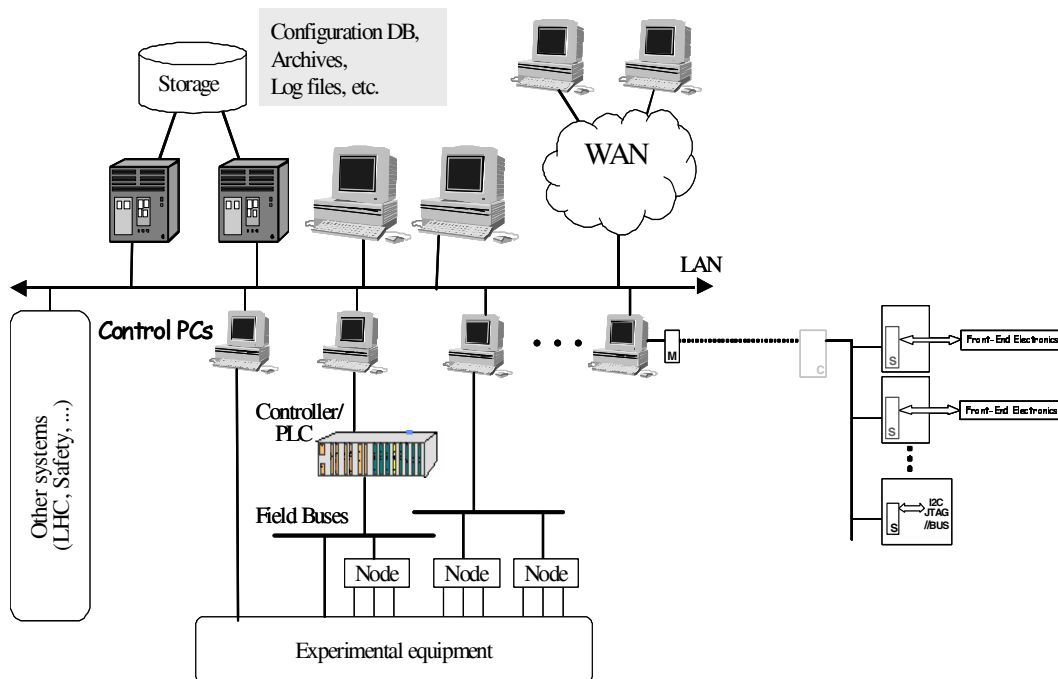 Configuration DB,
Archives,
Log files, etc.
Storage
WAN
LAN
Control PCs
• • •
M
C
S
Front-End Electronics
S
Front-End Electronics
S
I2C
JTAG
//BUS
Controller/
PLC
Field Buses
Other systems
(LHC, Safety, ...)
Node
Node
Node
Experimental equipment